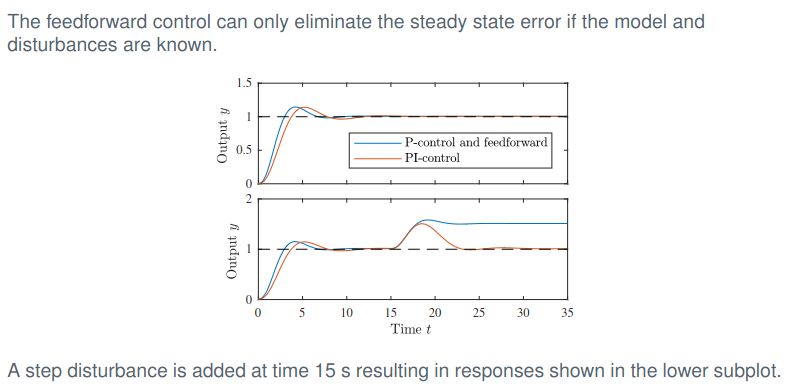 The feedforward control can only eliminate the steady state error if the model and
disturbances are known.
1.5
1
0.5
0
Output y
P-control and feedforward
PI-control
2
1
0
Output y
0 5 10 15 20 25 30 35
Time t
A step disturbance is added at time 15 s resulting in responses shown in the lower subplot.